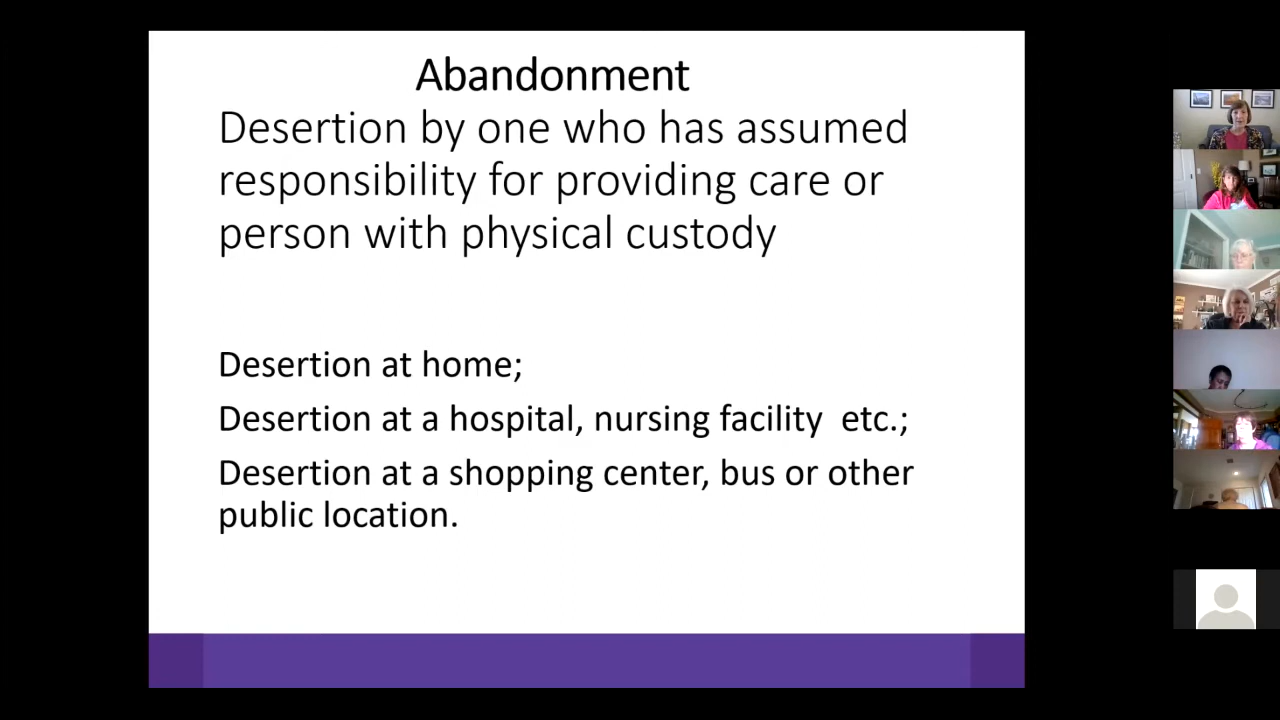 Abandonment
Desertion by one who has assumed
responsibility for providing care or
person with physical custody
Desertion at home;
Desertion at a hospital, nursing facility  etc.;
Desertion at a shopping center, bus or other
public location.